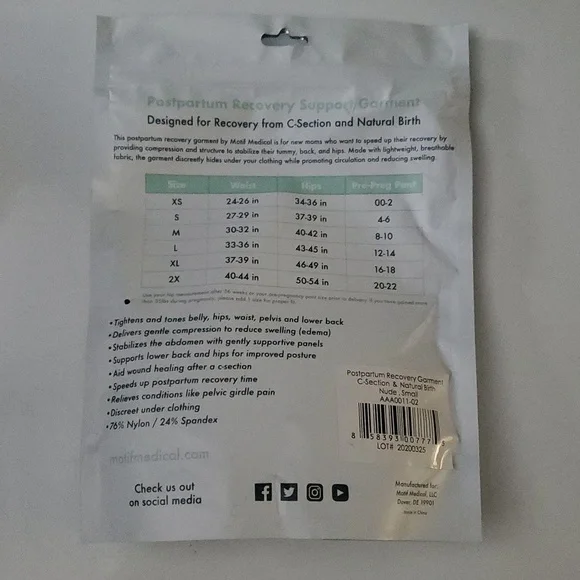 Postpartum Recovery Support Garment
Designed for Recovery from C-Section and Natural Birth
This postpartum recovery garment by Motif Medical is for new moms who want to speed up their recovery by
providing compression and structure to stabilize their tummy, back, and hips. Made with lightweight, breathable
fabric, the garment discreetly hides under your clothing while promoting circulation and reducing swelling.
Size Waist Hips Pre-Preg Pant
XS 24-26 in 34-36 in 00-2
S 27-29 in 37-39 in 4-6
M 30-32 in 40-42 in 8-10
L 33-36 in 43-45 in 12-14
XL 37-39 in 46-49 in 16-18
2X 40-44 in 50-54 in 20-22
•Tightens and tones belly, hips, waist, pelvis and lower back
•Delivers gentle compression to reduce swelling (edema)
•Stabilizes the abdomen with gently supportive panels
•Supports lower back and hips for improved posture
•Aid wound healing after a c-section
•Speeds up postpartum recovery time
•Relieves conditions like pelvic girdle pain
•Discreet under clothing
•76% Nylon / 24% Spandex
Postpartum Recovery Garment
C-Section & Natural Birth
Nude , Small
AAA0011-02
8 58393 00777 3
LOT# 20200325
motifmedical.com
Check us out
on social media
Manufactured for:
Motif Medical, LLC
Dover, DE 19901
Made in China